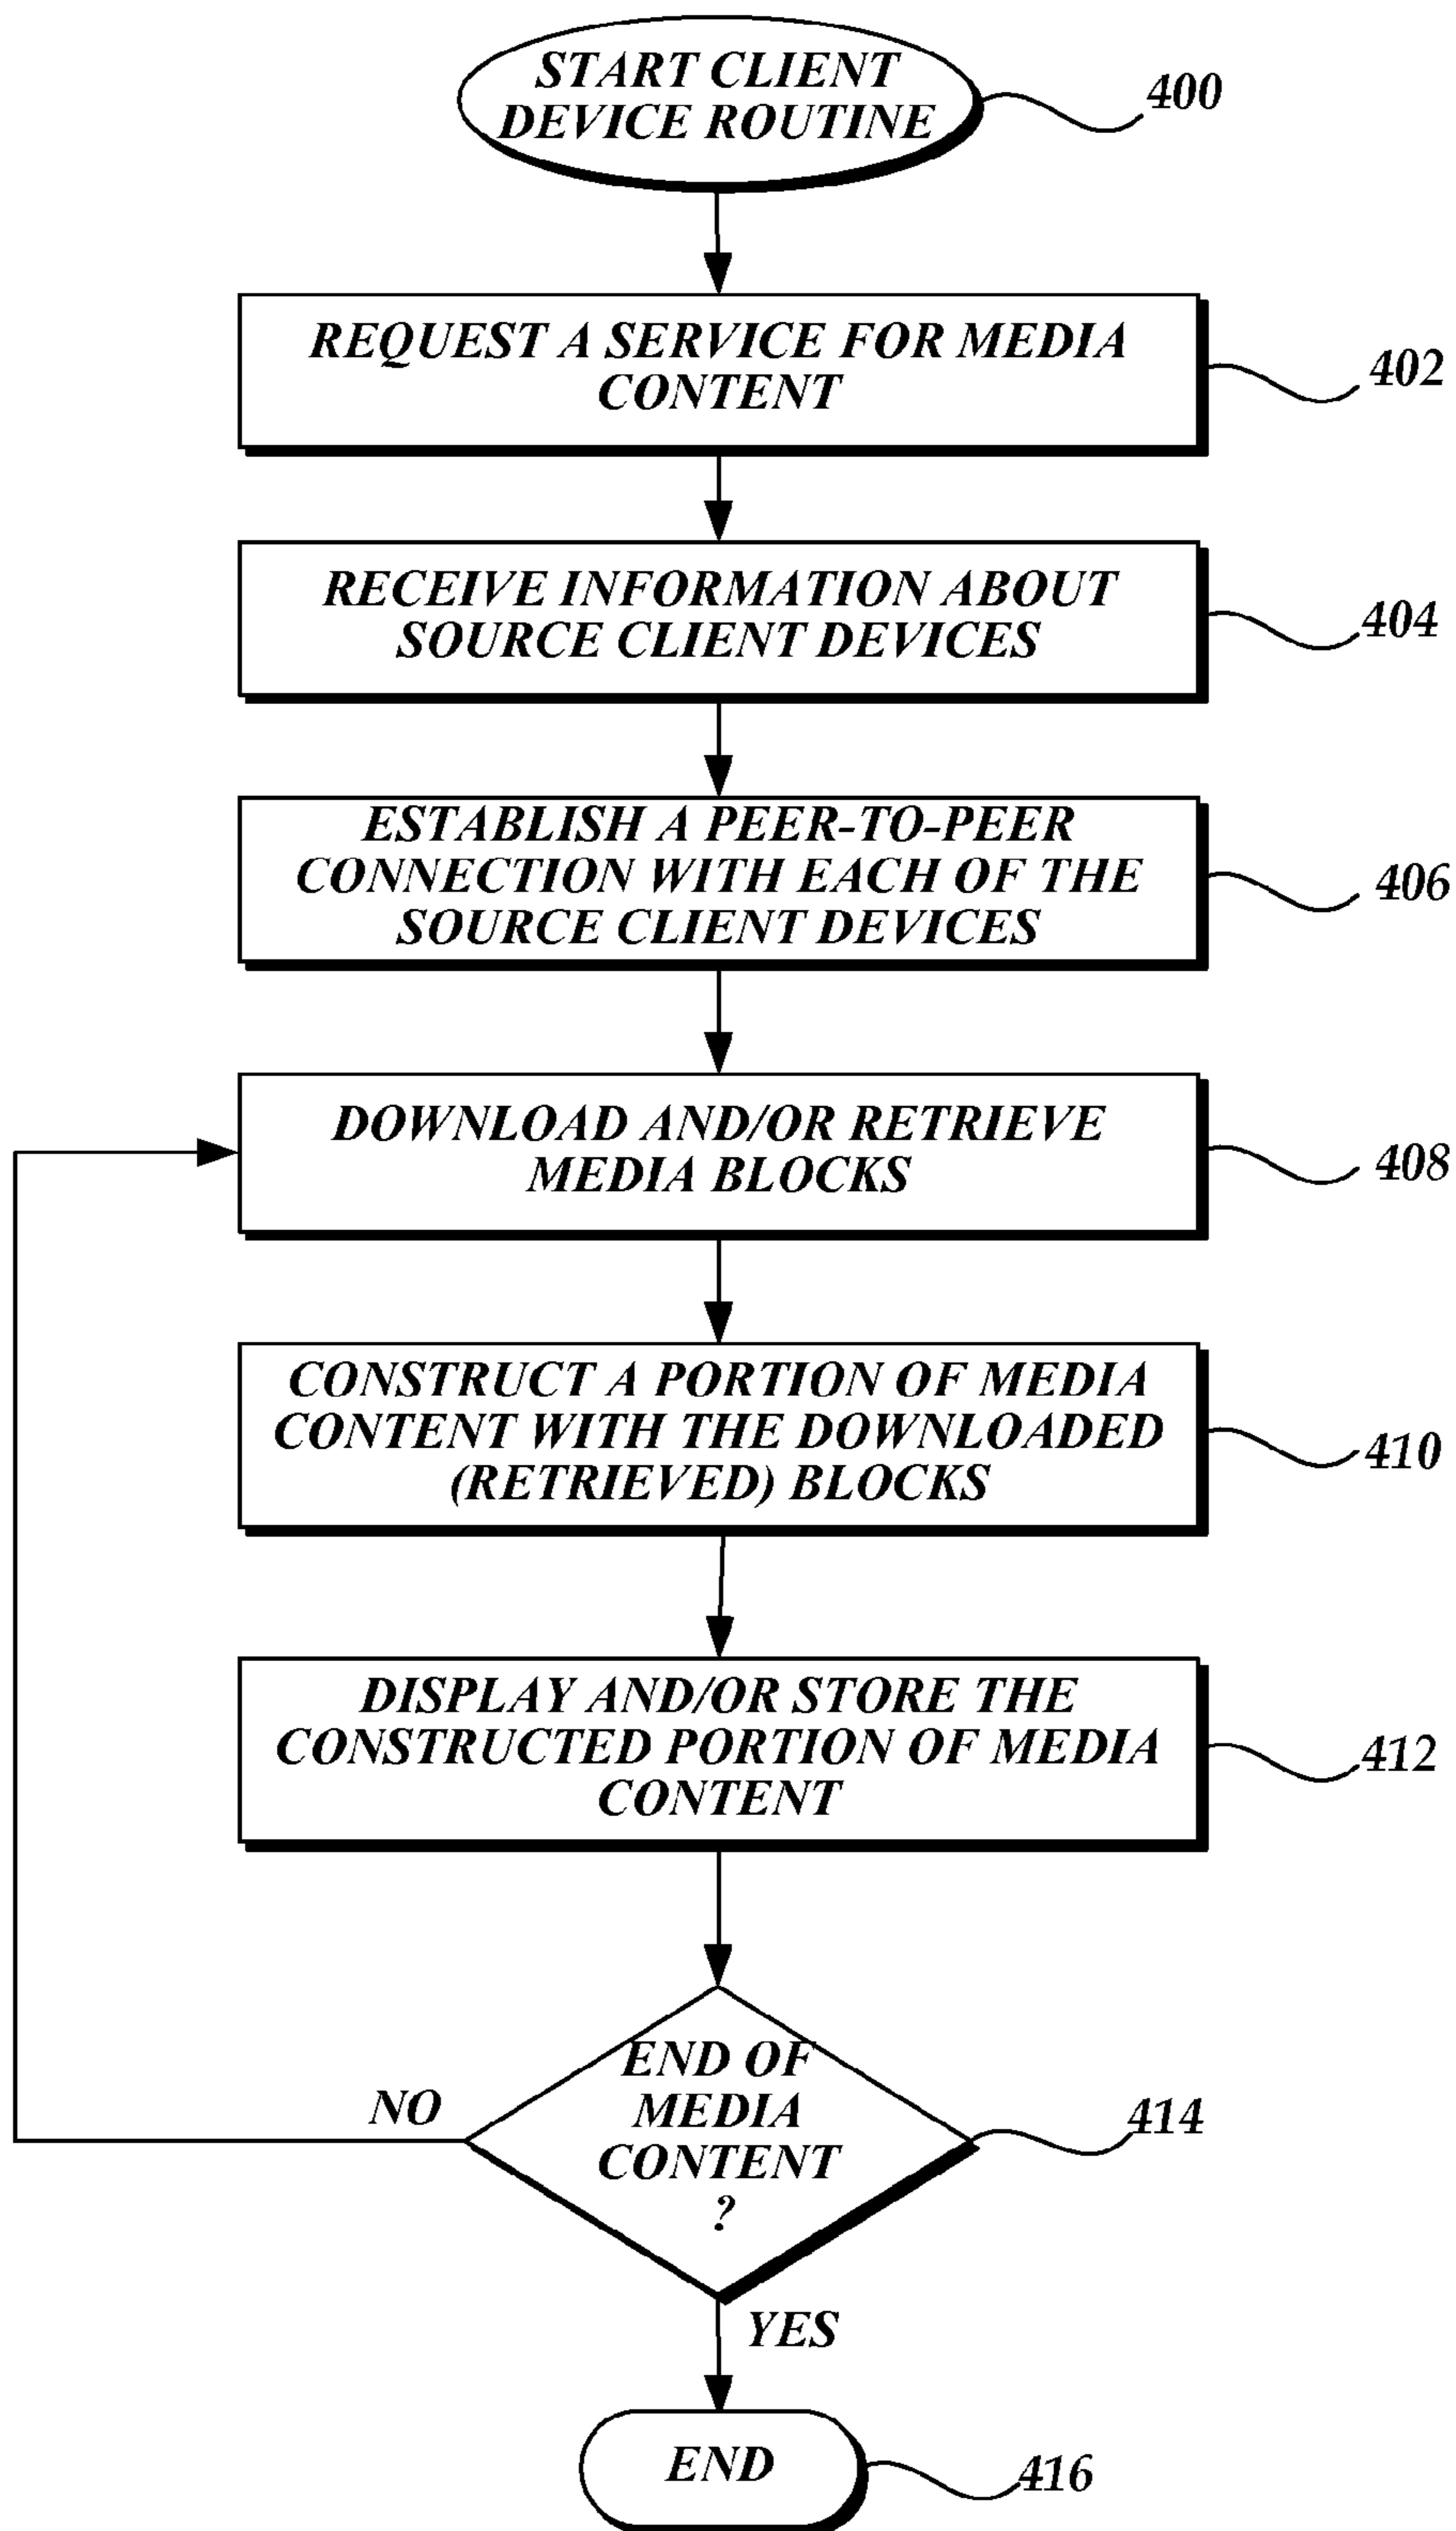 START CLIENT
DEVICE ROUTINE
400
REQUEST A SERVICE FOR MEDIA
CONTENT
402
RECEIVE INFORMATION ABOUT
SOURCE CLIENT DEVICES
404
ESTABLISH A PEER-TO-PEER
CONNECTION WITH EACH OF THE
SOURCE CLIENT DEVICES
406
DOWNLOAD AND/OR RETRIEVE
MEDIA BLOCKS
408
CONSTRUCT A PORTION OF MEDIA
CONTENT WITH THE DOWNLOADED
(RETRIEVED) BLOCKS
410
DISPLAY AND/OR STORE THE
CONSTRUCTED PORTION OF MEDIA
CONTENT
412
END OF
MEDIA
CONTENT
?
NO
414
YES
END
416